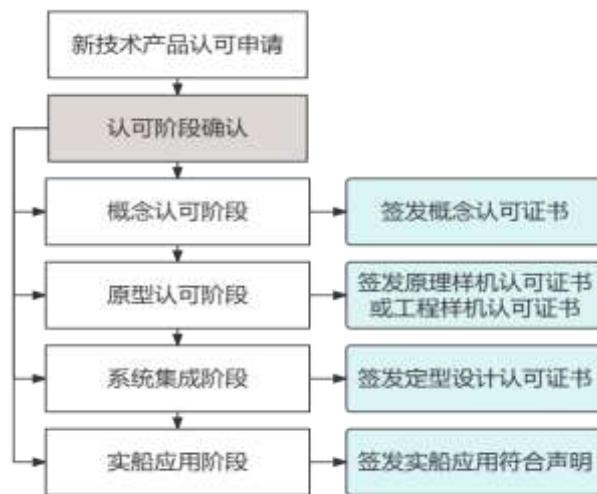 新技术产品认可申请
认可阶段确认
概念认可阶段
签发概念认可证书
原型认可阶段
签发原理样机认可证书
或工程样机认可证书
系统集成阶段
签发定型设计认可证书
实船应用阶段
签发实船应用符合声明